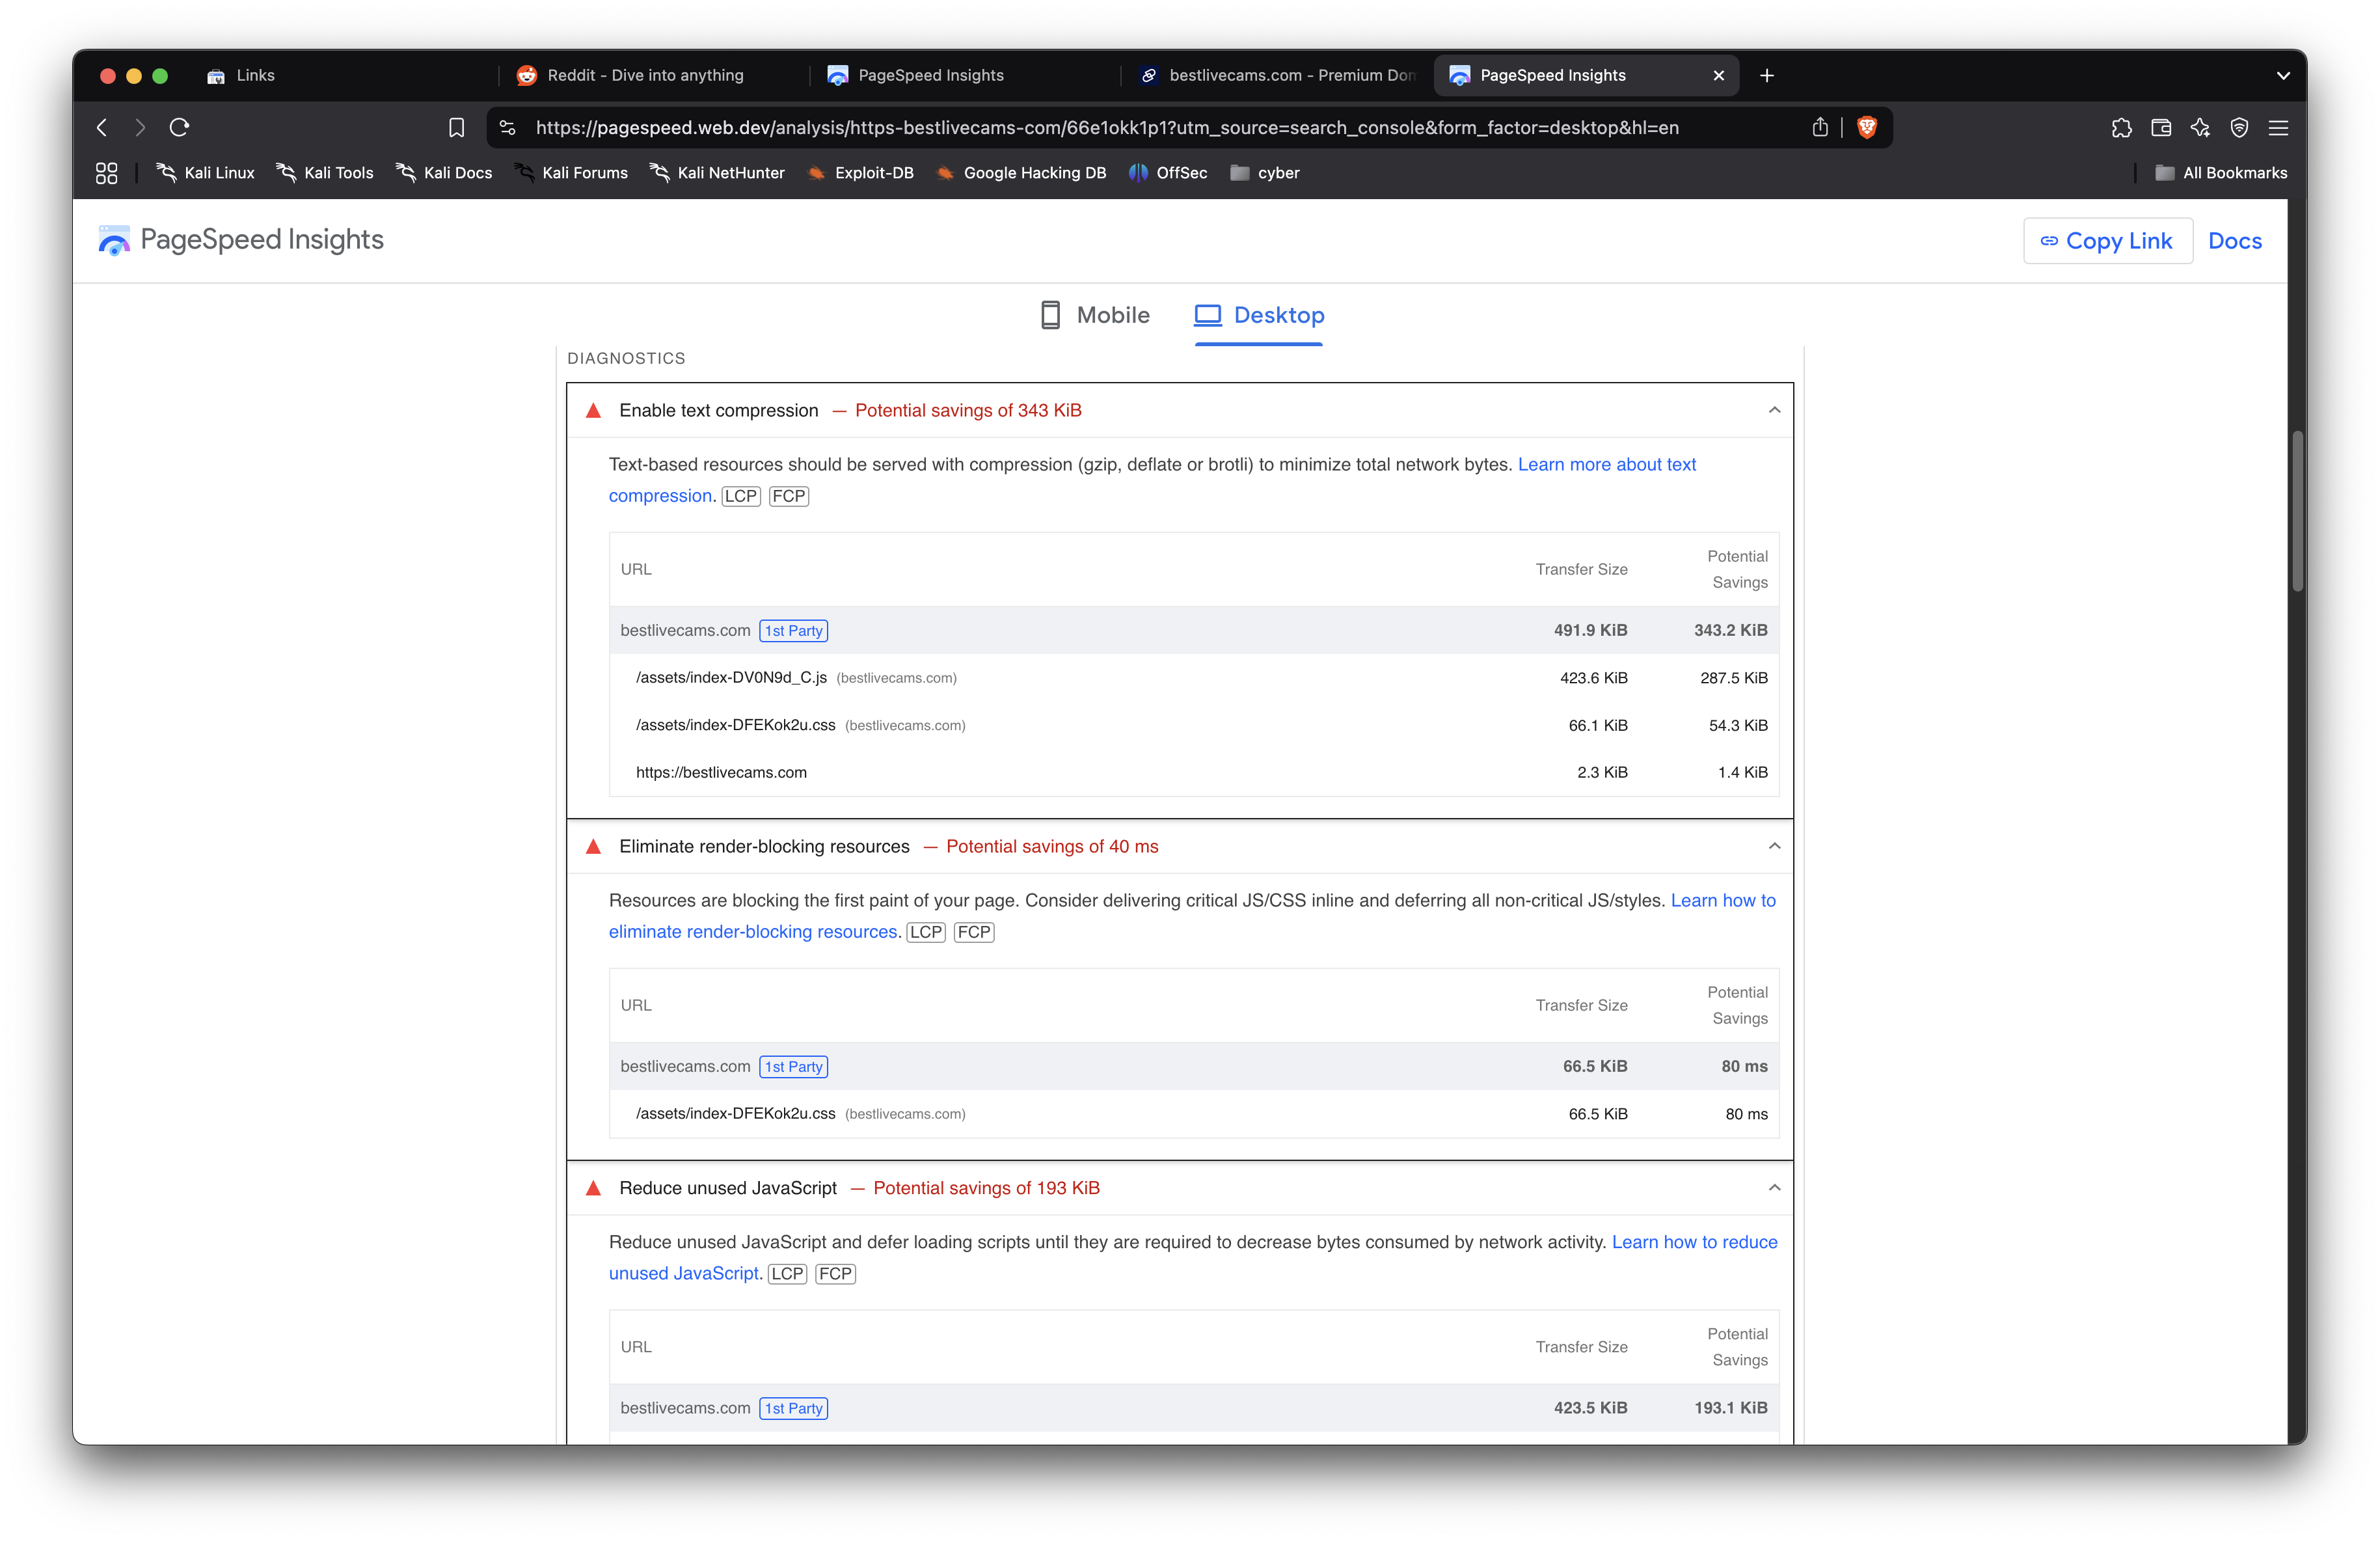 Links
Reddit - Dive into anything
PageSpeed Insights
bestlivecams.com - Premium Dom
PageSpeed Insights
https://pagespeed.web.dev/analysis/https-bestlivecams-com/66e1okk1p1?utm_source=search_console&form_factor=desktop&hl=en
Kali Linux
Kali Tools
Kali Docs
Kali Forums
Kali NetHunter
Exploit-DB
Google Hacking DB
OffSec
cyber
All Bookmarks
PageSpeed Insights
Copy Link
Docs
Mobile
Desktop
DIAGNOSTICS
Enable text compression — Potential savings of 343 KiB
Text-based resources should be served with compression (gzip, deflate or brotli) to minimize total network bytes. Learn more about text
compression. LCP FCP
URL Transfer Size Potential
Savings
bestlivecams.com 1st Party 491.9 KiB 343.2 KiB
/assets/index-DV0N9d_C.js (bestlivecams.com) 423.6 KiB 287.5 KiB
/assets/index-DFEKok2u.css (bestlivecams.com) 66.1 KiB 54.3 KiB
https://bestlivecams.com 2.3 KiB 1.4 KiB
Eliminate render-blocking resources — Potential savings of 40 ms
Resources are blocking the first paint of your page. Consider delivering critical JS/CSS inline and deferring all non-critical JS/styles. Learn how to
eliminate render-blocking resources. LCP FCP
URL Transfer Size Potential
Savings
bestlivecams.com 1st Party 66.5 KiB 80 ms
/assets/index-DFEKok2u.css (bestlivecams.com) 66.5 KiB 80 ms
Reduce unused JavaScript — Potential savings of 193 KiB
Reduce unused JavaScript and defer loading scripts until they are required to decrease bytes consumed by network activity. Learn how to reduce
unused JavaScript. LCP FCP
URL Transfer Size Potential
Savings
bestlivecams.com 1st Party 423.5 KiB 193.1 KiB